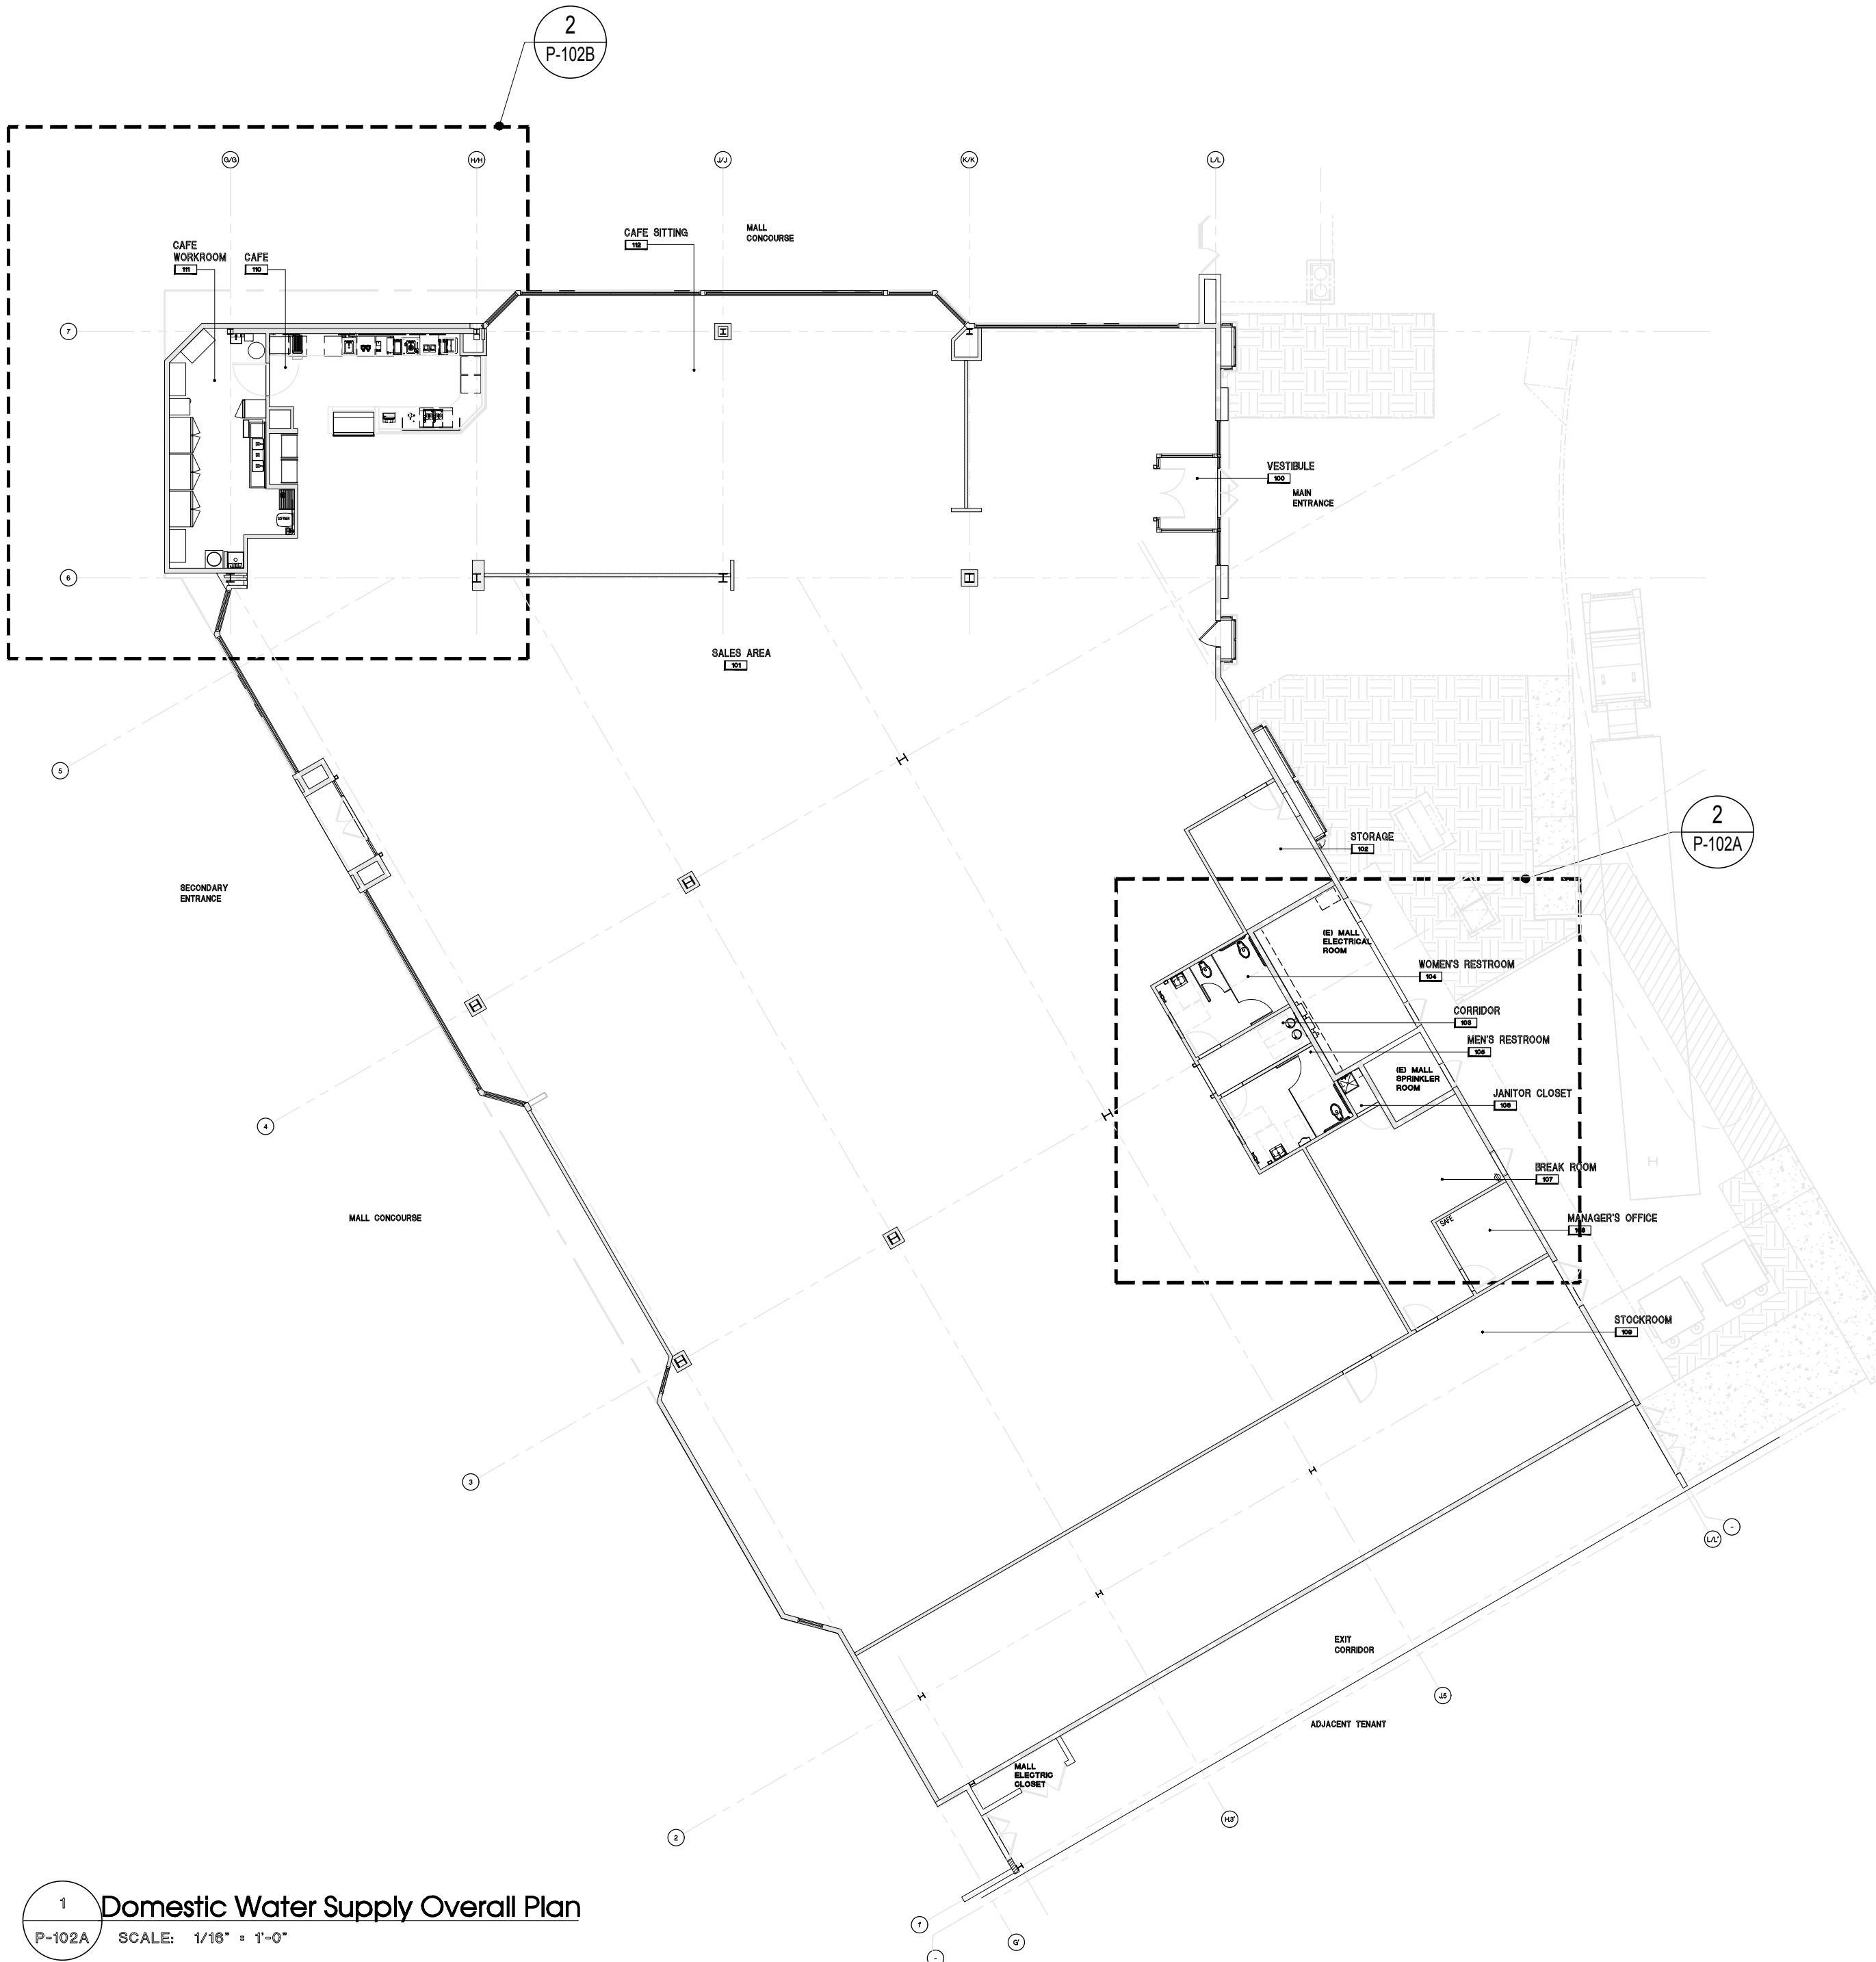 2
P-102B
G/G
H/H
J/J
K/K
L/L
CAFE SITTING
112
MALL
CONCOURSE
CAFE
WORKROOM
111
CAFE
110
7
VESTIBULE
100
MAIN
ENTRANCE
6
SALES AREA
101
5
2
P-102A
STORAGE
102
SECONDARY
ENTRANCE
(E) MALL
ELECTRICAL
ROOM
WOMEN'S RESTROOM
104
CORRIDOR
103
MEN'S RESTROOM
105
(E) MALL
SPRINKLER
ROOM
JANITOR CLOSET
106
4
BREAK ROOM
107
MALL CONCOURSE
MANAGER'S OFFICE
SAFE
STOCKROOM
109
3
-
L/L'
EXIT
CORRIDOR
J.5
ADJACENT TENANT
MALL
ELECTRIC
CLOSET
H.3'
2
1
P-102A
Domestic Water Supply Overall Plan
SCALE: 1/16" = 1'-0"
G'
-